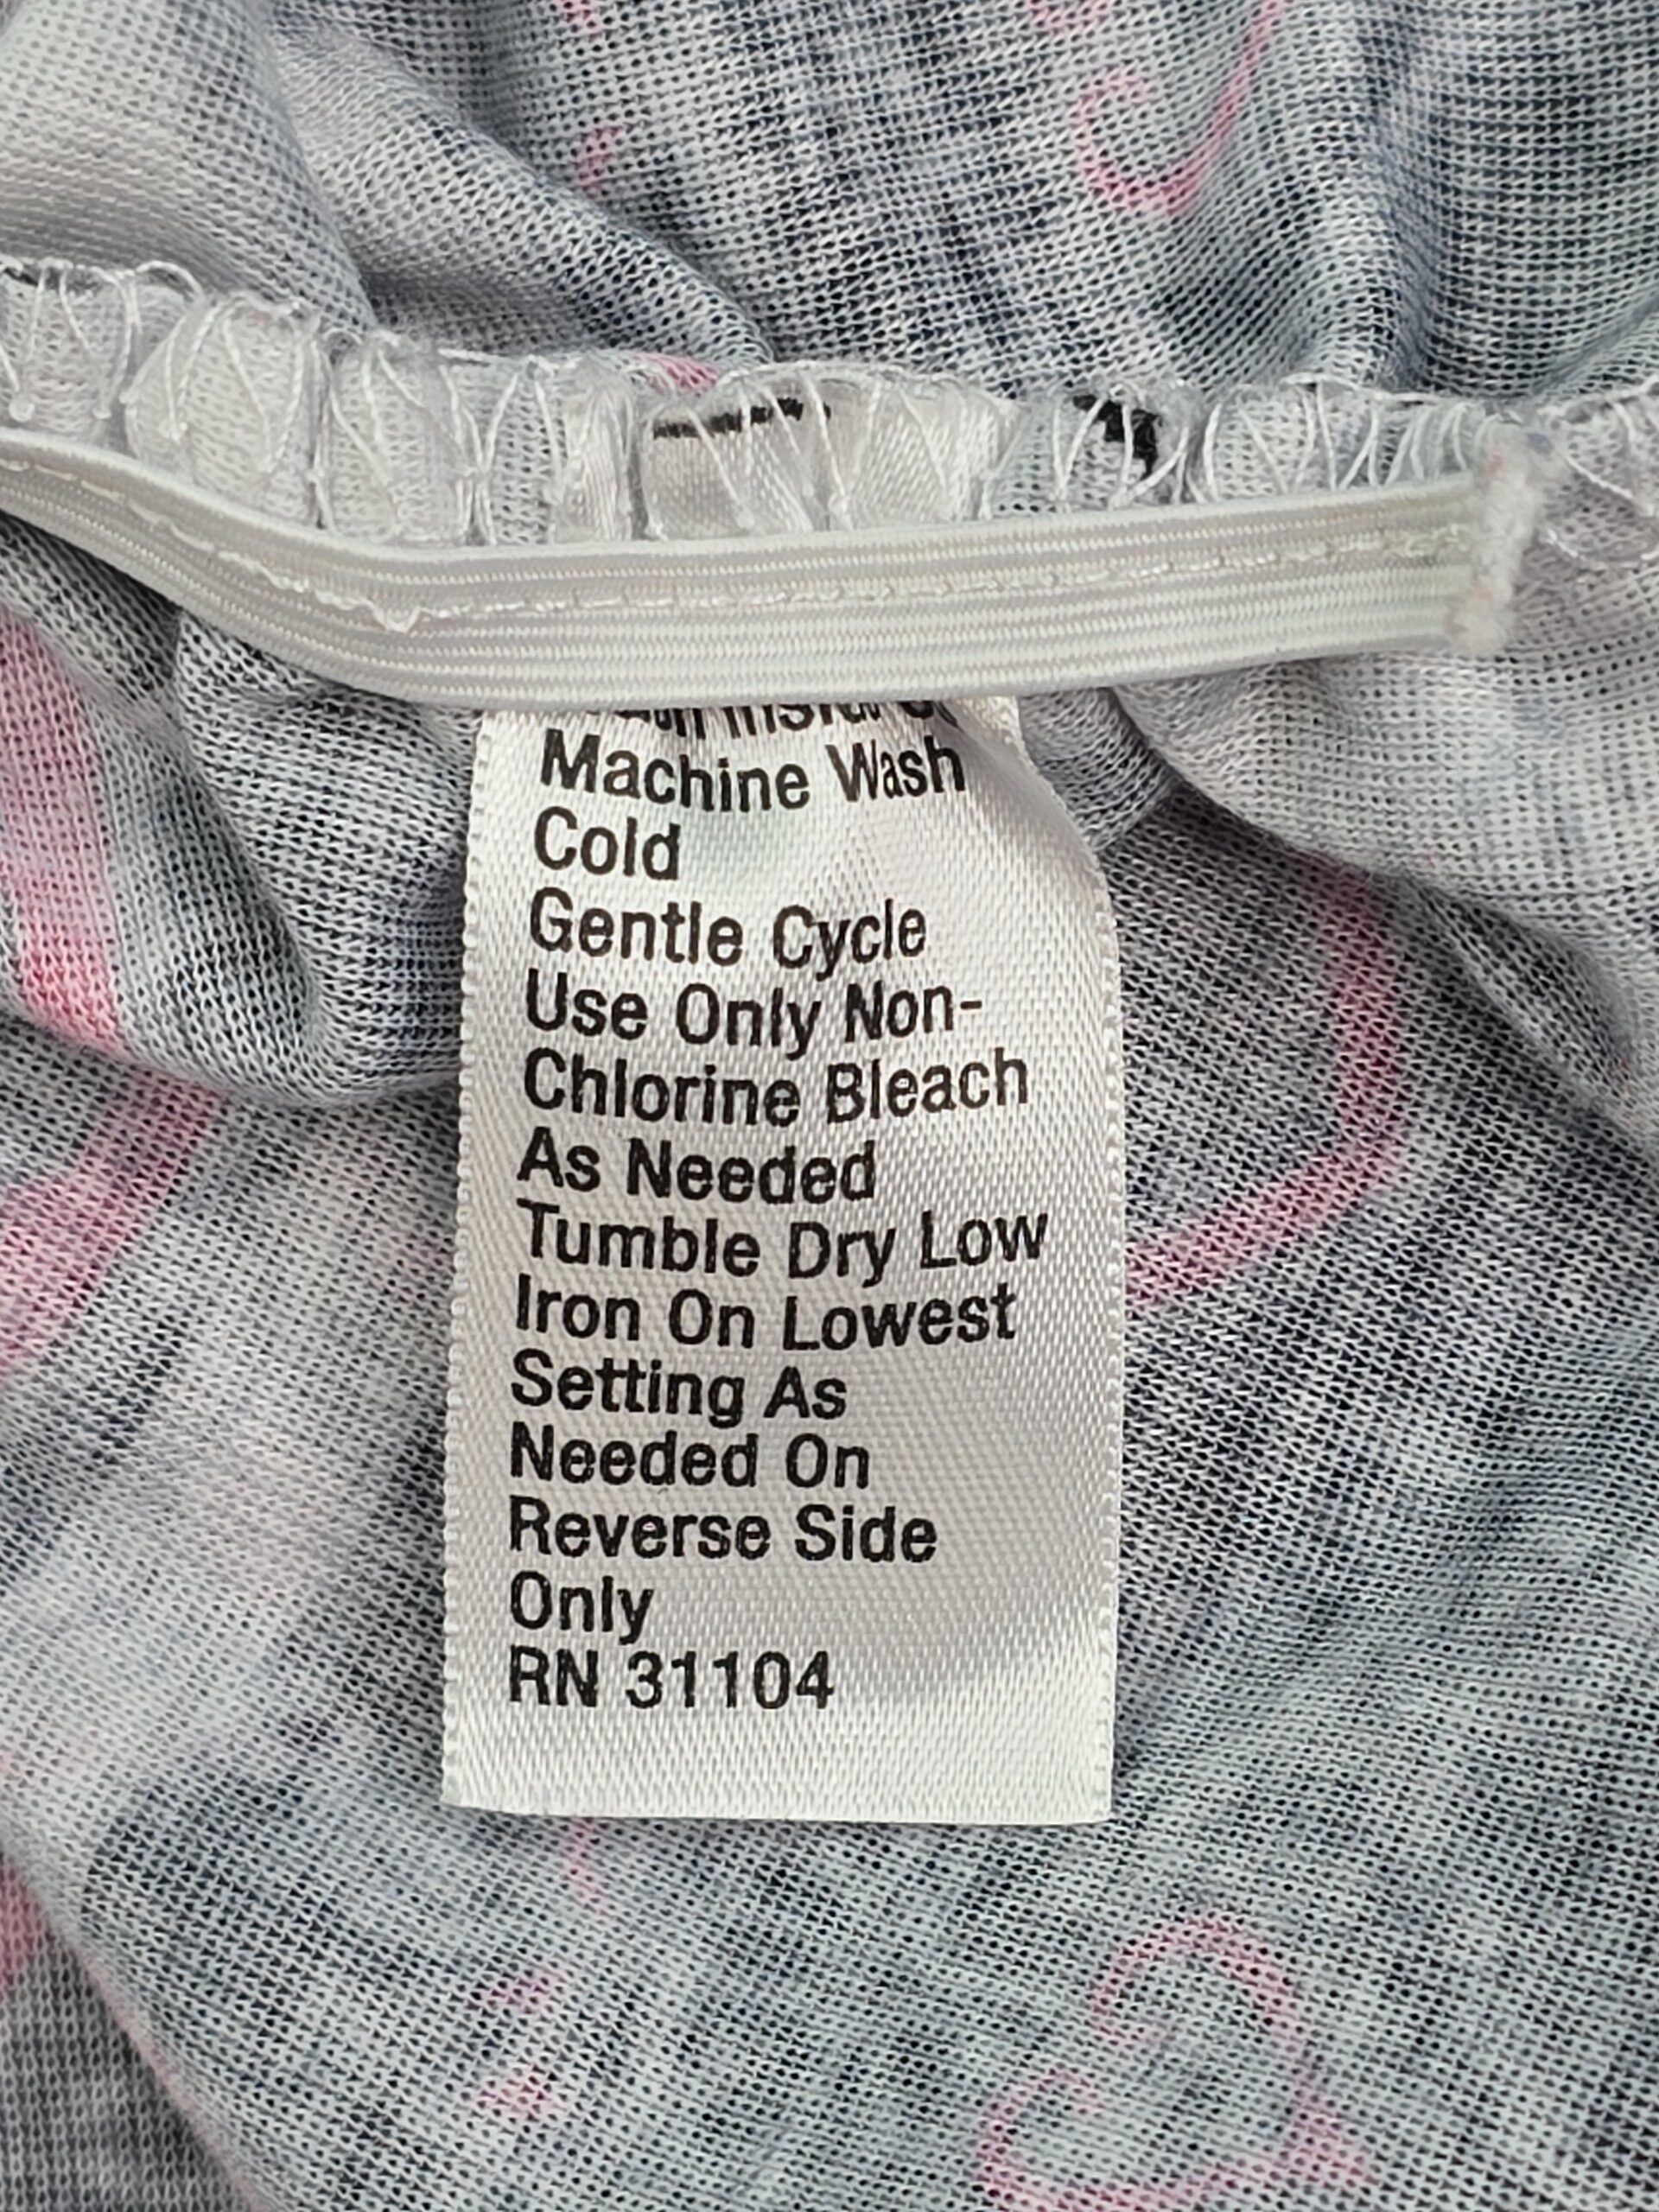 Machine Wash
Cold
Gentle Cycle
Use Only Non-
Chlorine Bleach
As Needed
Tumble Dry Low
Iron On Lowest
Setting As
Needed On
Reverse Side
Only
RN 31104